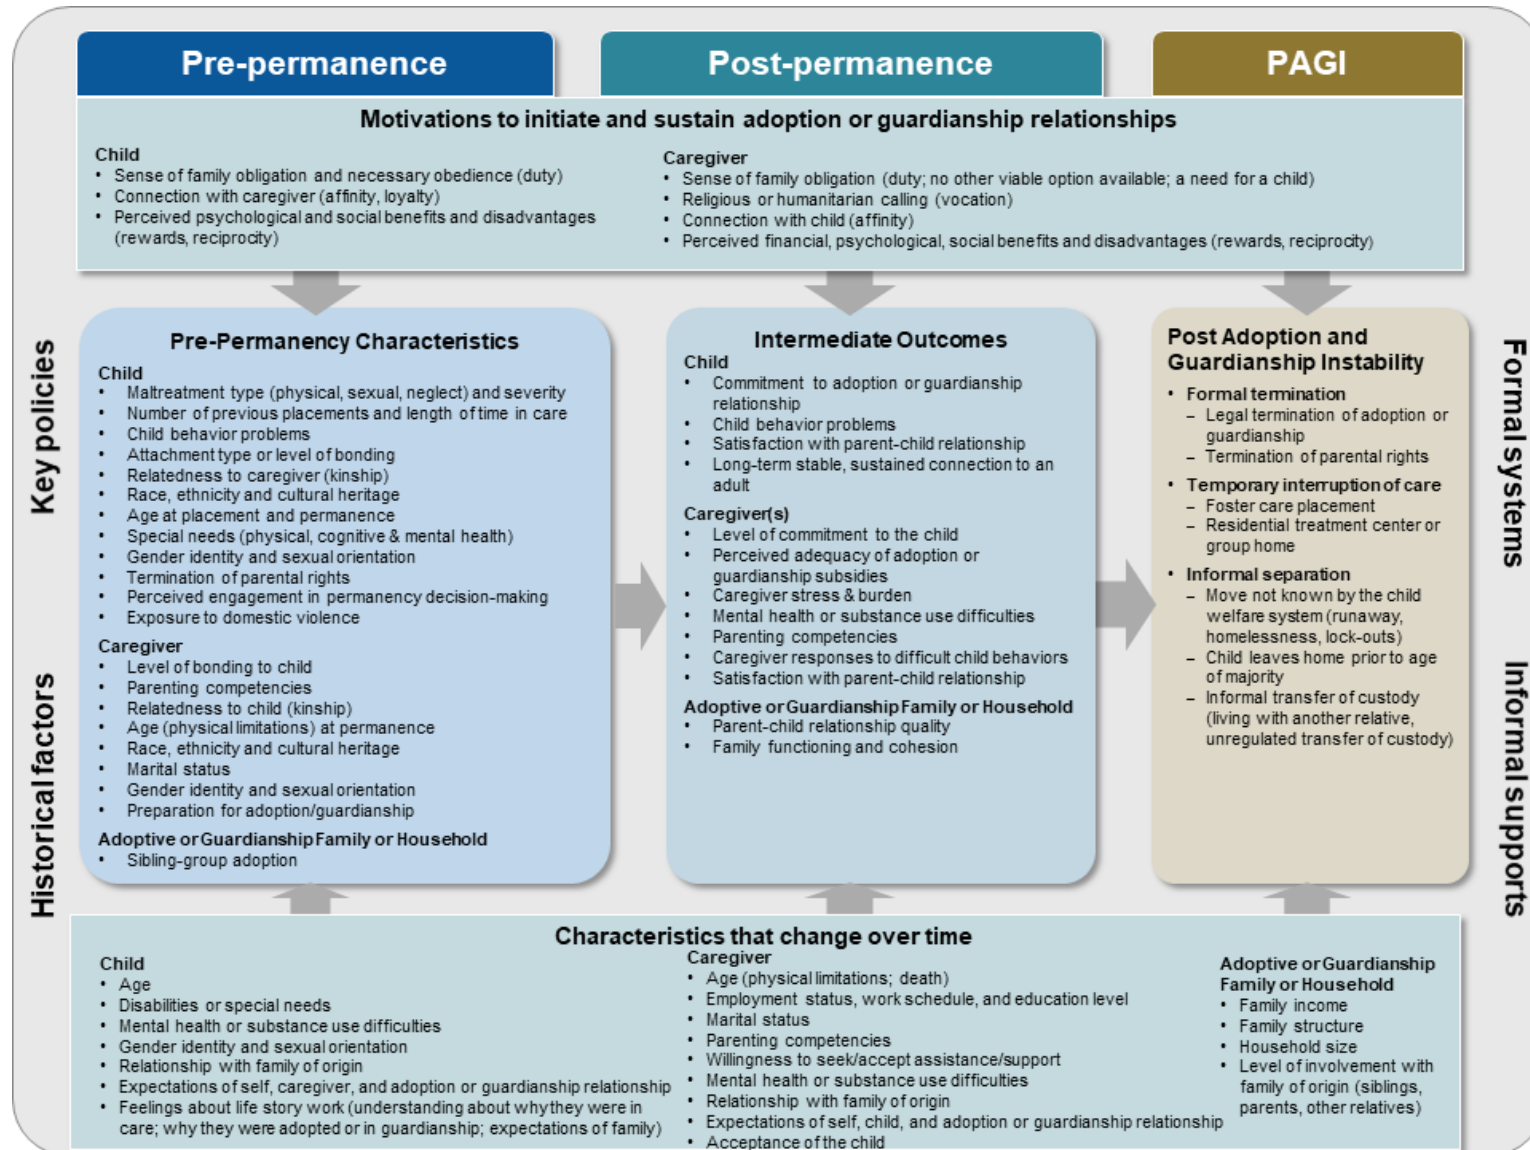 Pre-permanence
Post-permanence
PAGI
Motivations to initiate and sustain adoption or guardianship relationships
Child
• Sense of family obligation and necessary obedience (duty)
• Connection with caregiver (affinity, loyalty)
• Perceived psychological and social benefits and disadvantages
(rewards, reciprocity)
Caregiver
• Sense of family obligation (duty; no other viable option available; a need for a child)
• Religious or humanitarian calling (vocation)
• Connection with child (affinity)
• Perceived financial, psychological, social benefits and disadvantages (rewards, reciprocity)
Key policies
Historical factors
Pre-Permanency Characteristics
Child
• Maltreatment type (physical, sexual, neglect) and severity
• Number of previous placements and length of time in care
• Child behavior problems
• Attachment type or level of bonding
• Relatedness to caregiver (kinship)
• Race, ethnicity and cultural heritage
• Age at placement and permanence
• Special needs (physical, cognitive & mental health)
• Gender identity and sexual orientation
• Termination of parental rights
• Perceived engagement in permanency decision-making
• Exposure to domestic violence
Caregiver
• Level of bonding to child
• Parenting competencies
• Relatedness to child (kinship)
• Age (physical limitations) at permanence
• Race, ethnicity and cultural heritage
• Marital status
• Gender identity and sexual orientation
• Preparation for adoption/guardianship
Adoptive or Guardianship Family or Household
• Sibling-group adoption
Intermediate Outcomes
Child
• Commitment to adoption or guardianship
relationship
• Child behavior problems
• Satisfaction with parent-child relationship
• Long-term stable, sustained connection to an
adult
Caregiver(s)
• Level of commitment to the child
• Perceived adequacy of adoption or
guardianship subsidies
• Caregiver stress & burden
• Mental health or substance use difficulties
• Parenting competencies
• Caregiver responses to difficult child behaviors
• Satisfaction with parent-child relationship
Adoptive or Guardianship Family or Household
• Parent-child relationship quality
• Family functioning and cohesion
Post Adoption and
Guardianship Instability
• Formal termination
– Legal termination of adoption or
guardianship
– Termination of parental rights
• Temporary interruption of care
– Foster care placement
– Residential treatment center or
group home
• Informal separation
– Move not known by the child
welfare system (runaway,
homelessness, lock-outs)
– Child leaves home prior to age
of majority
– Informal transfer of custody
(living with another relative,
unregulated transfer of custody)
Formal systems
Informal supports
Characteristics that change over time
Child
• Age
• Disabilities or special needs
• Mental health or substance use difficulties
• Gender identity and sexual orientation
• Relationship with family of origin
• Expectations of self, caregiver, and adoption or guardianship relationship
• Feelings about life story work (understanding about why they were in
care; why they were adopted or in guardianship; expectations of family)
Caregiver
• Age (physical limitations; death)
• Employment status, work schedule, and education level
• Marital status
• Parenting competencies
• Willingness to seek/accept assistance/support
• Mental health or substance use difficulties
• Relationship with family of origin
• Expectations of self, child, and adoption or guardianship relationship
• Acceptance of the child
Adoptive or Guardianship
Family or Household
• Family income
• Family structure
• Household size
• Level of involvement with
family of origin (siblings,
parents, other relatives)